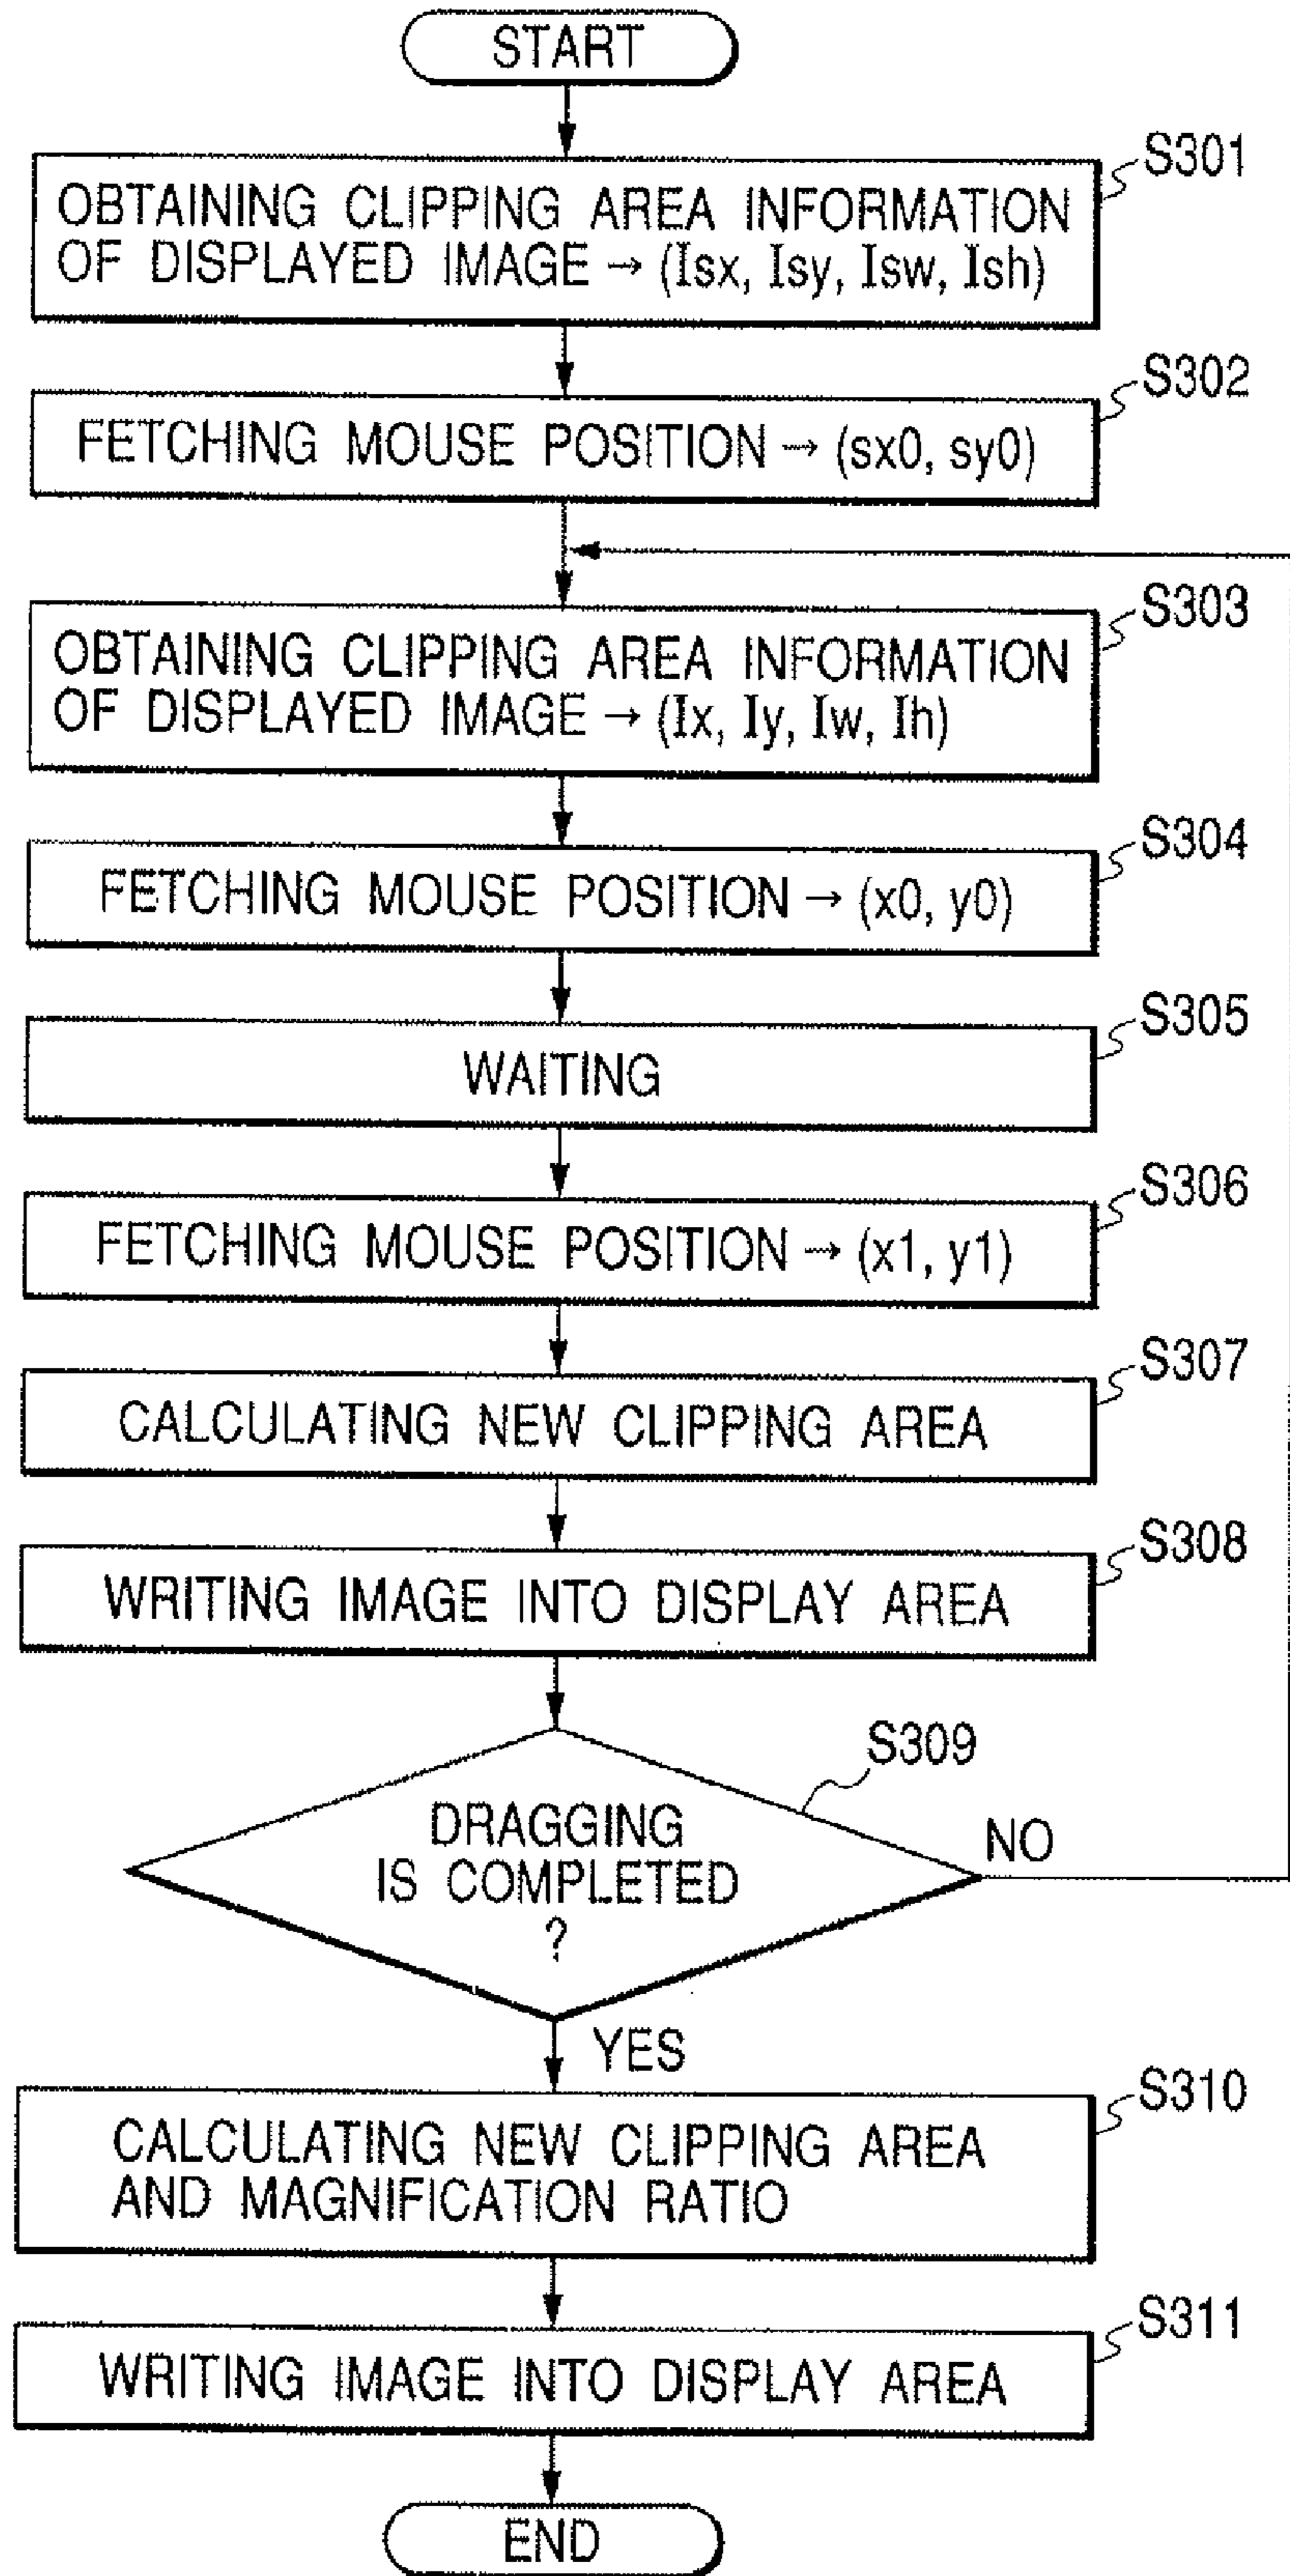 START
S301
OBTAINING CLIPPING AREA INFORMATION
OF DISPLAYED IMAGE → (Isx, Isy, Isw, Ish)
S302
FETCHING MOUSE POSITION → (sx0, sy0)
S303
OBTAINING CLIPPING AREA INFORMATION
OF DISPLAYED IMAGE → (Ix, Iy, Iw, Ih)
S304
FETCHING MOUSE POSITION → (x0, y0)
S305
WAITING
S306
FETCHING MOUSE POSITION → (x1, y1)
S307
CALCULATING NEW CLIPPING AREA
S308
WRITING IMAGE INTO DISPLAY AREA
S309
DRAGGING
IS COMPLETED
?
NO
YES
S310
CALCULATING NEW CLIPPING AREA
AND MAGNIFICATION RATIO
S311
WRITING IMAGE INTO DISPLAY AREA
END